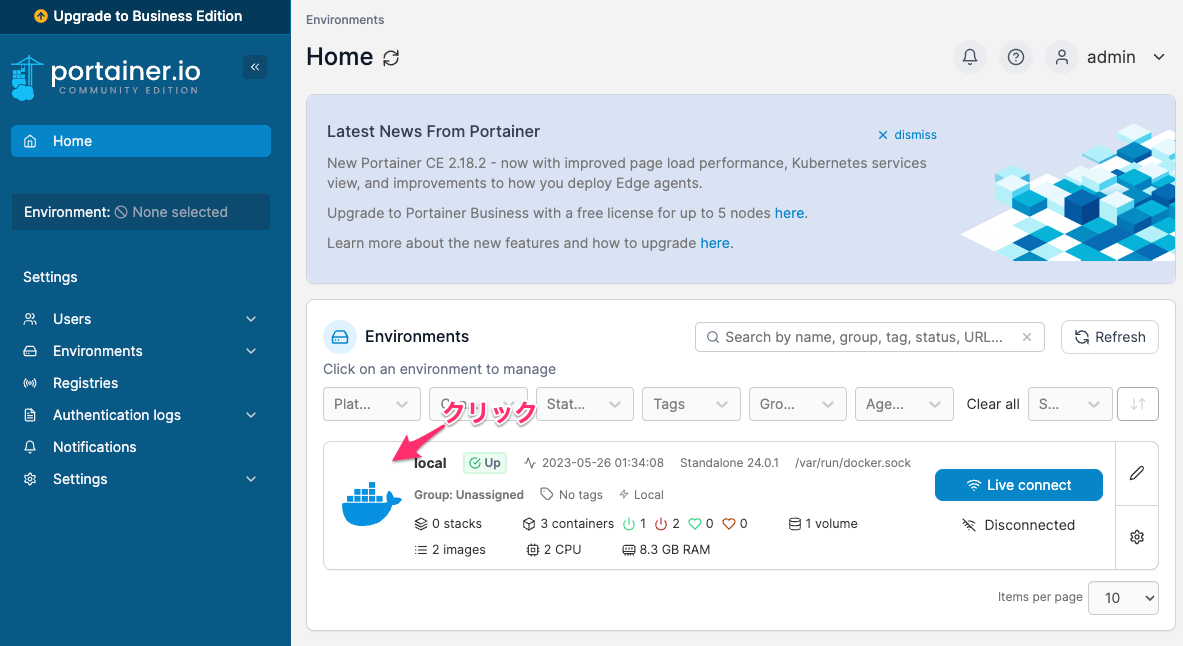 Upgrade to Business Edition
portainer.io
COMMUNITY EDITION
Home
Environment: None selected
Settings
Users
Environments
Registries
Authentication logs
Notifications
Settings
Environments
Home
admin
Latest News From Portainer
dismiss
New Portainer CE 2.18.2 - now with improved page load performance, Kubernetes services
view, and improvements to how you deploy Edge agents.
Upgrade to Portainer Business with a free license for up to 5 nodes here.
Learn more about the new features and how to upgrade here.
Environments
Search by name, group, tag, status, URL...
Refresh
Click on an environment to manage
Plat... Stat... Tags Gro... Age... Clear all S...
クリック
local Up 2023-05-26 01:34:08 Standalone 24.0.1 /var/run/docker.sock
Group: Unassigned No tags Local
0 stacks 3 containers 1 2 0 0 1 volume
2 images 2 CPU 8.3 GB RAM
Live connect
Disconnected
Items per page 10